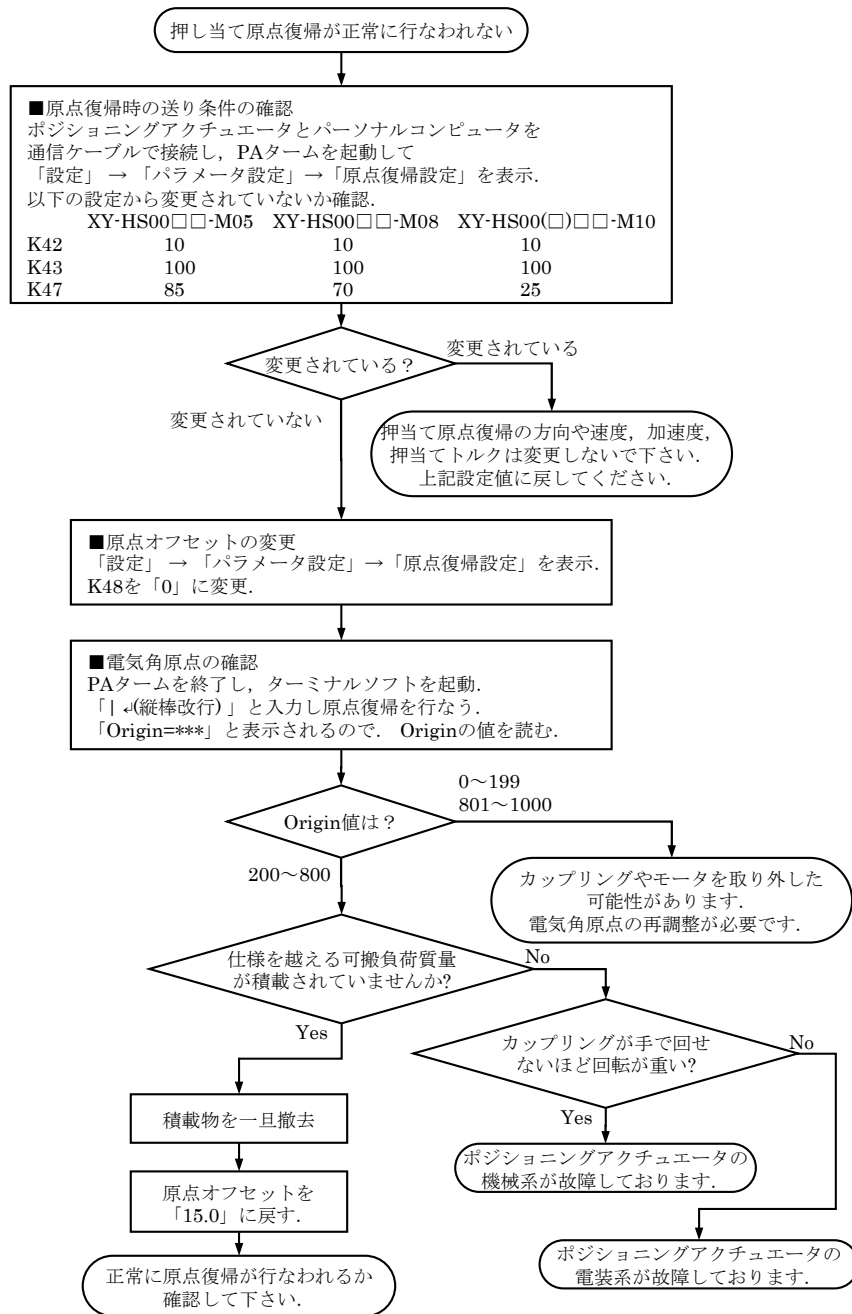 押し当て原点復帰が正常に行なわれない
■原点復帰時の送り条件の確認
ポジショニングアクチュエータとパーソナルコンピュータを
通信ケーブルで接続し，PAタームを起動して
「設定」 → 「パラメータ設定」→「原点復帰設定」を表示．
以下の設定から変更されていないか確認．
XY-HS00□□-M05 XY-HS00□□-M08 XY-HS00(□)□□-M10
K42 10 10 10
K43 100 100 100
K47 85 70 25
変更されている？
変更されている
変更されていない
押当て原点復帰の方向や速度，加速度，
押当てトルクは変更しないで下さい．
上記設定値に戻してください．
■原点オフセットの変更
「設定」 → 「パラメータ設定」→「原点復帰設定」を表示．
K48を「0」に変更．
■電気角原点の確認
PAタームを終了し，ターミナルソフトを起動．
「| ↲(縦棒改行) 」と入力し原点復帰を行なう．
「Origin=***」と表示されるので． Originの値を読む．
Origin値は？
0～199
801～1000
200～800
カップリングやモータを取り外した
可能性があります．
電気角原点の再調整が必要です．
仕様を越える可搬負荷質量
が積載されていませんか?
No
Yes
カップリングが手で回せ
ないほど回転が重い?
No
Yes
積載物を一旦撤去
ポジショニングアクチュエータの
機械系が故障しております．
原点オフセットを
「15.0」に戻す．
ポジショニングアクチュエータの
電装系が故障しております．
正常に原点復帰が行なわれるか
確認して下さい．